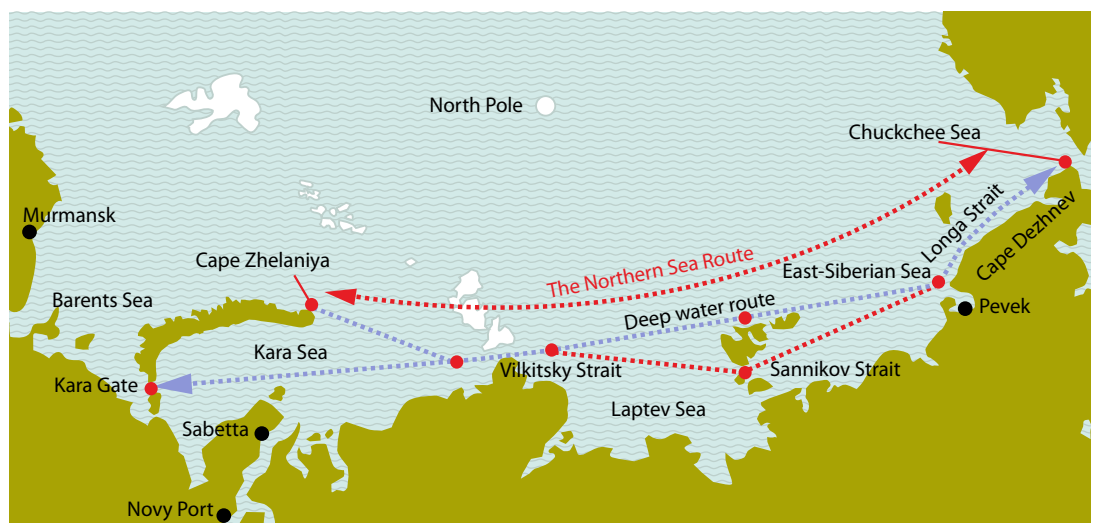 North Pole
Chuckchee Sea
Murmansk
Longa Strait
Cape Dezhnev
Cape Zhelaniya
The Northern Sea Route
East-Siberian Sea
Barents Sea
Deep water route
Pevek
Kara Sea
Vilkitsky Strait
Sannikov Strait
Kara Gate
Laptev Sea
Sabetta
Novy Port